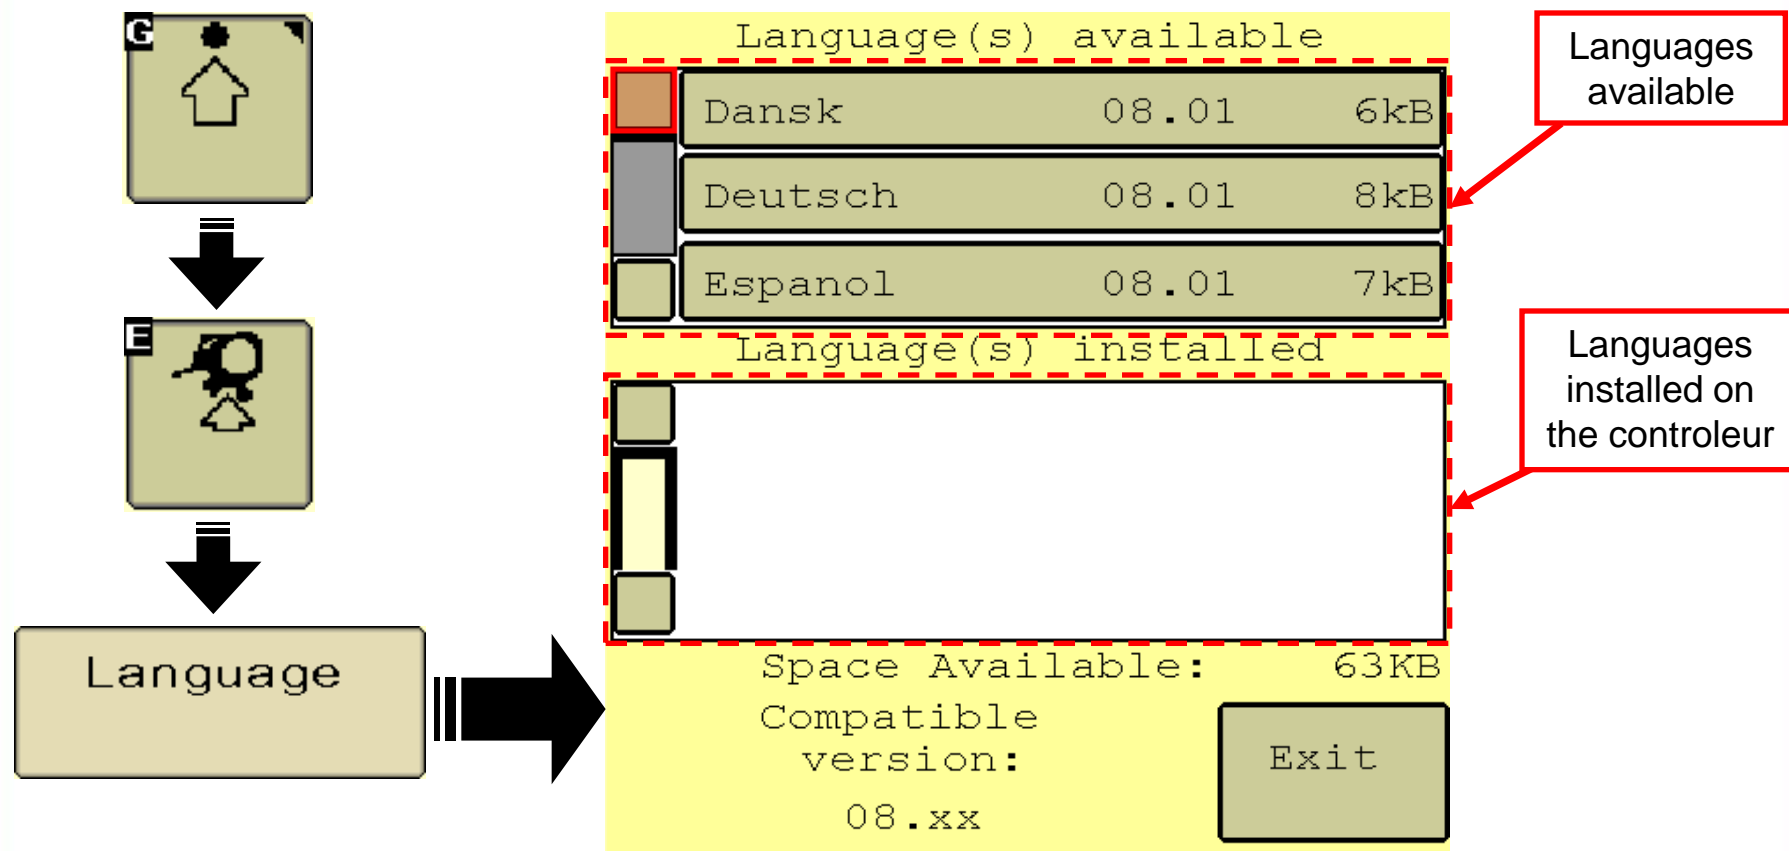 G
E
Language
Language(s) available
Dansk 08.01 6kB
Deutsch 08.01 8kB
Espanol 08.01 7kB
Language(s) installed
Space Available: 63KB
Compatible
version:
08.xx
Exit
Languages
available
Languages
installed on
the controleur